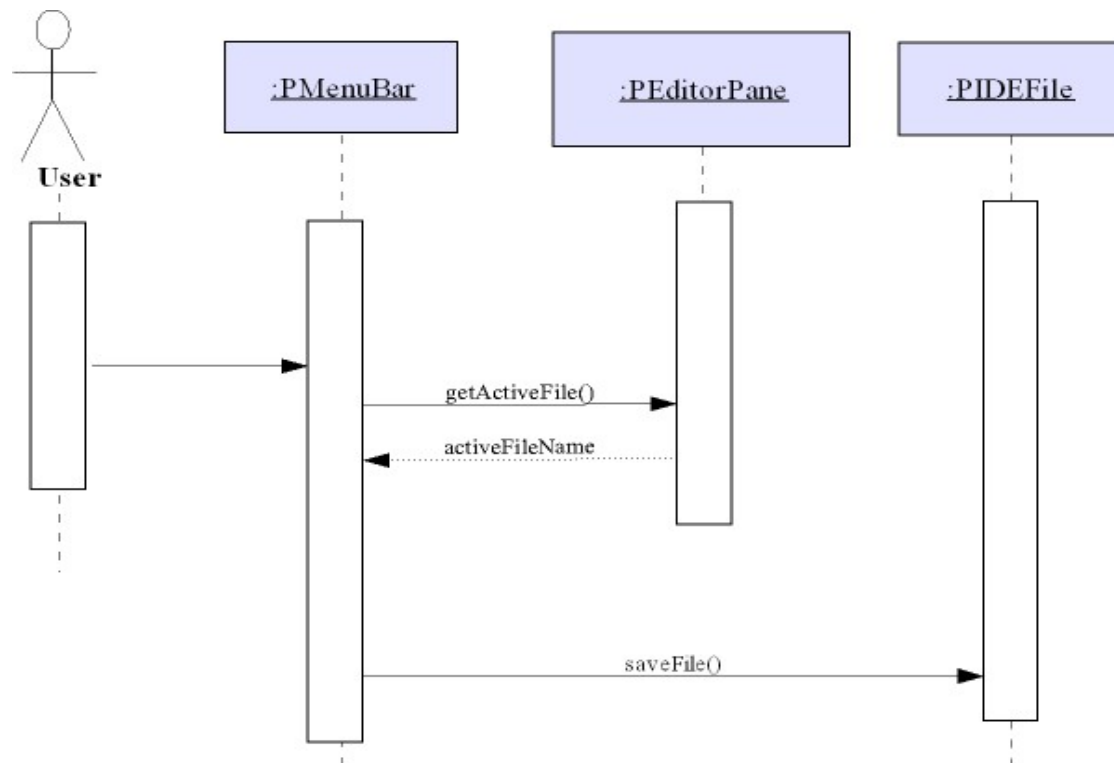 :PMenuBar
:PEditorPane
:PIDEFile
User
getActiveFile()
activeFileName
saveFile()